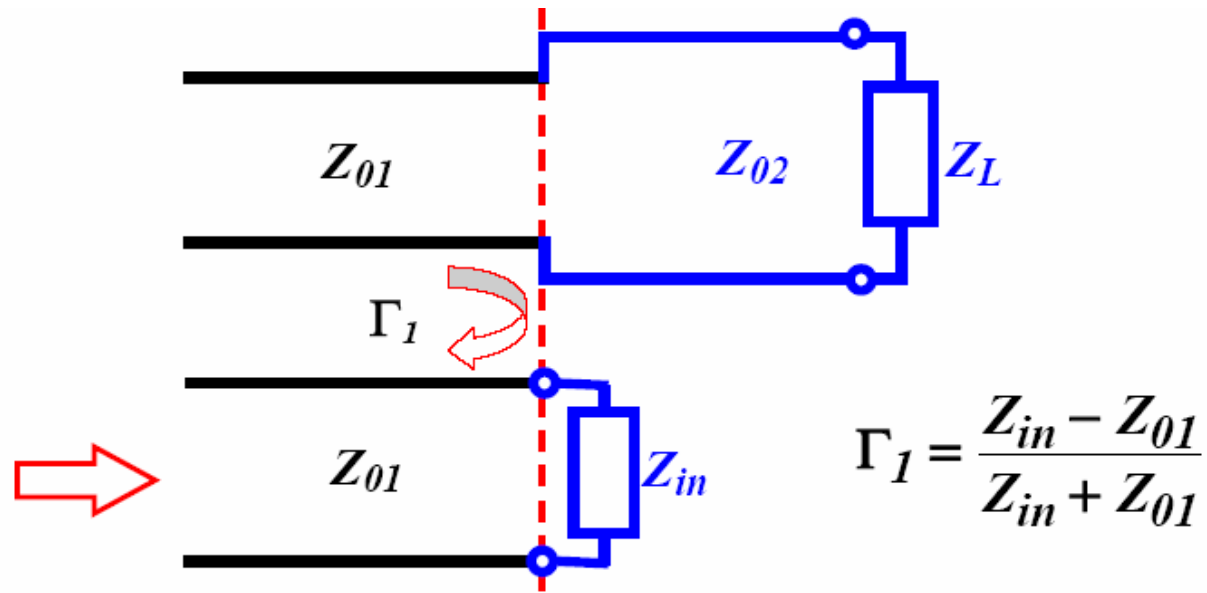 Z01
Z02
ZL
Γ1
Z01
Zin
Γ1 = (Zin − Z01) / (Zin + Z01)